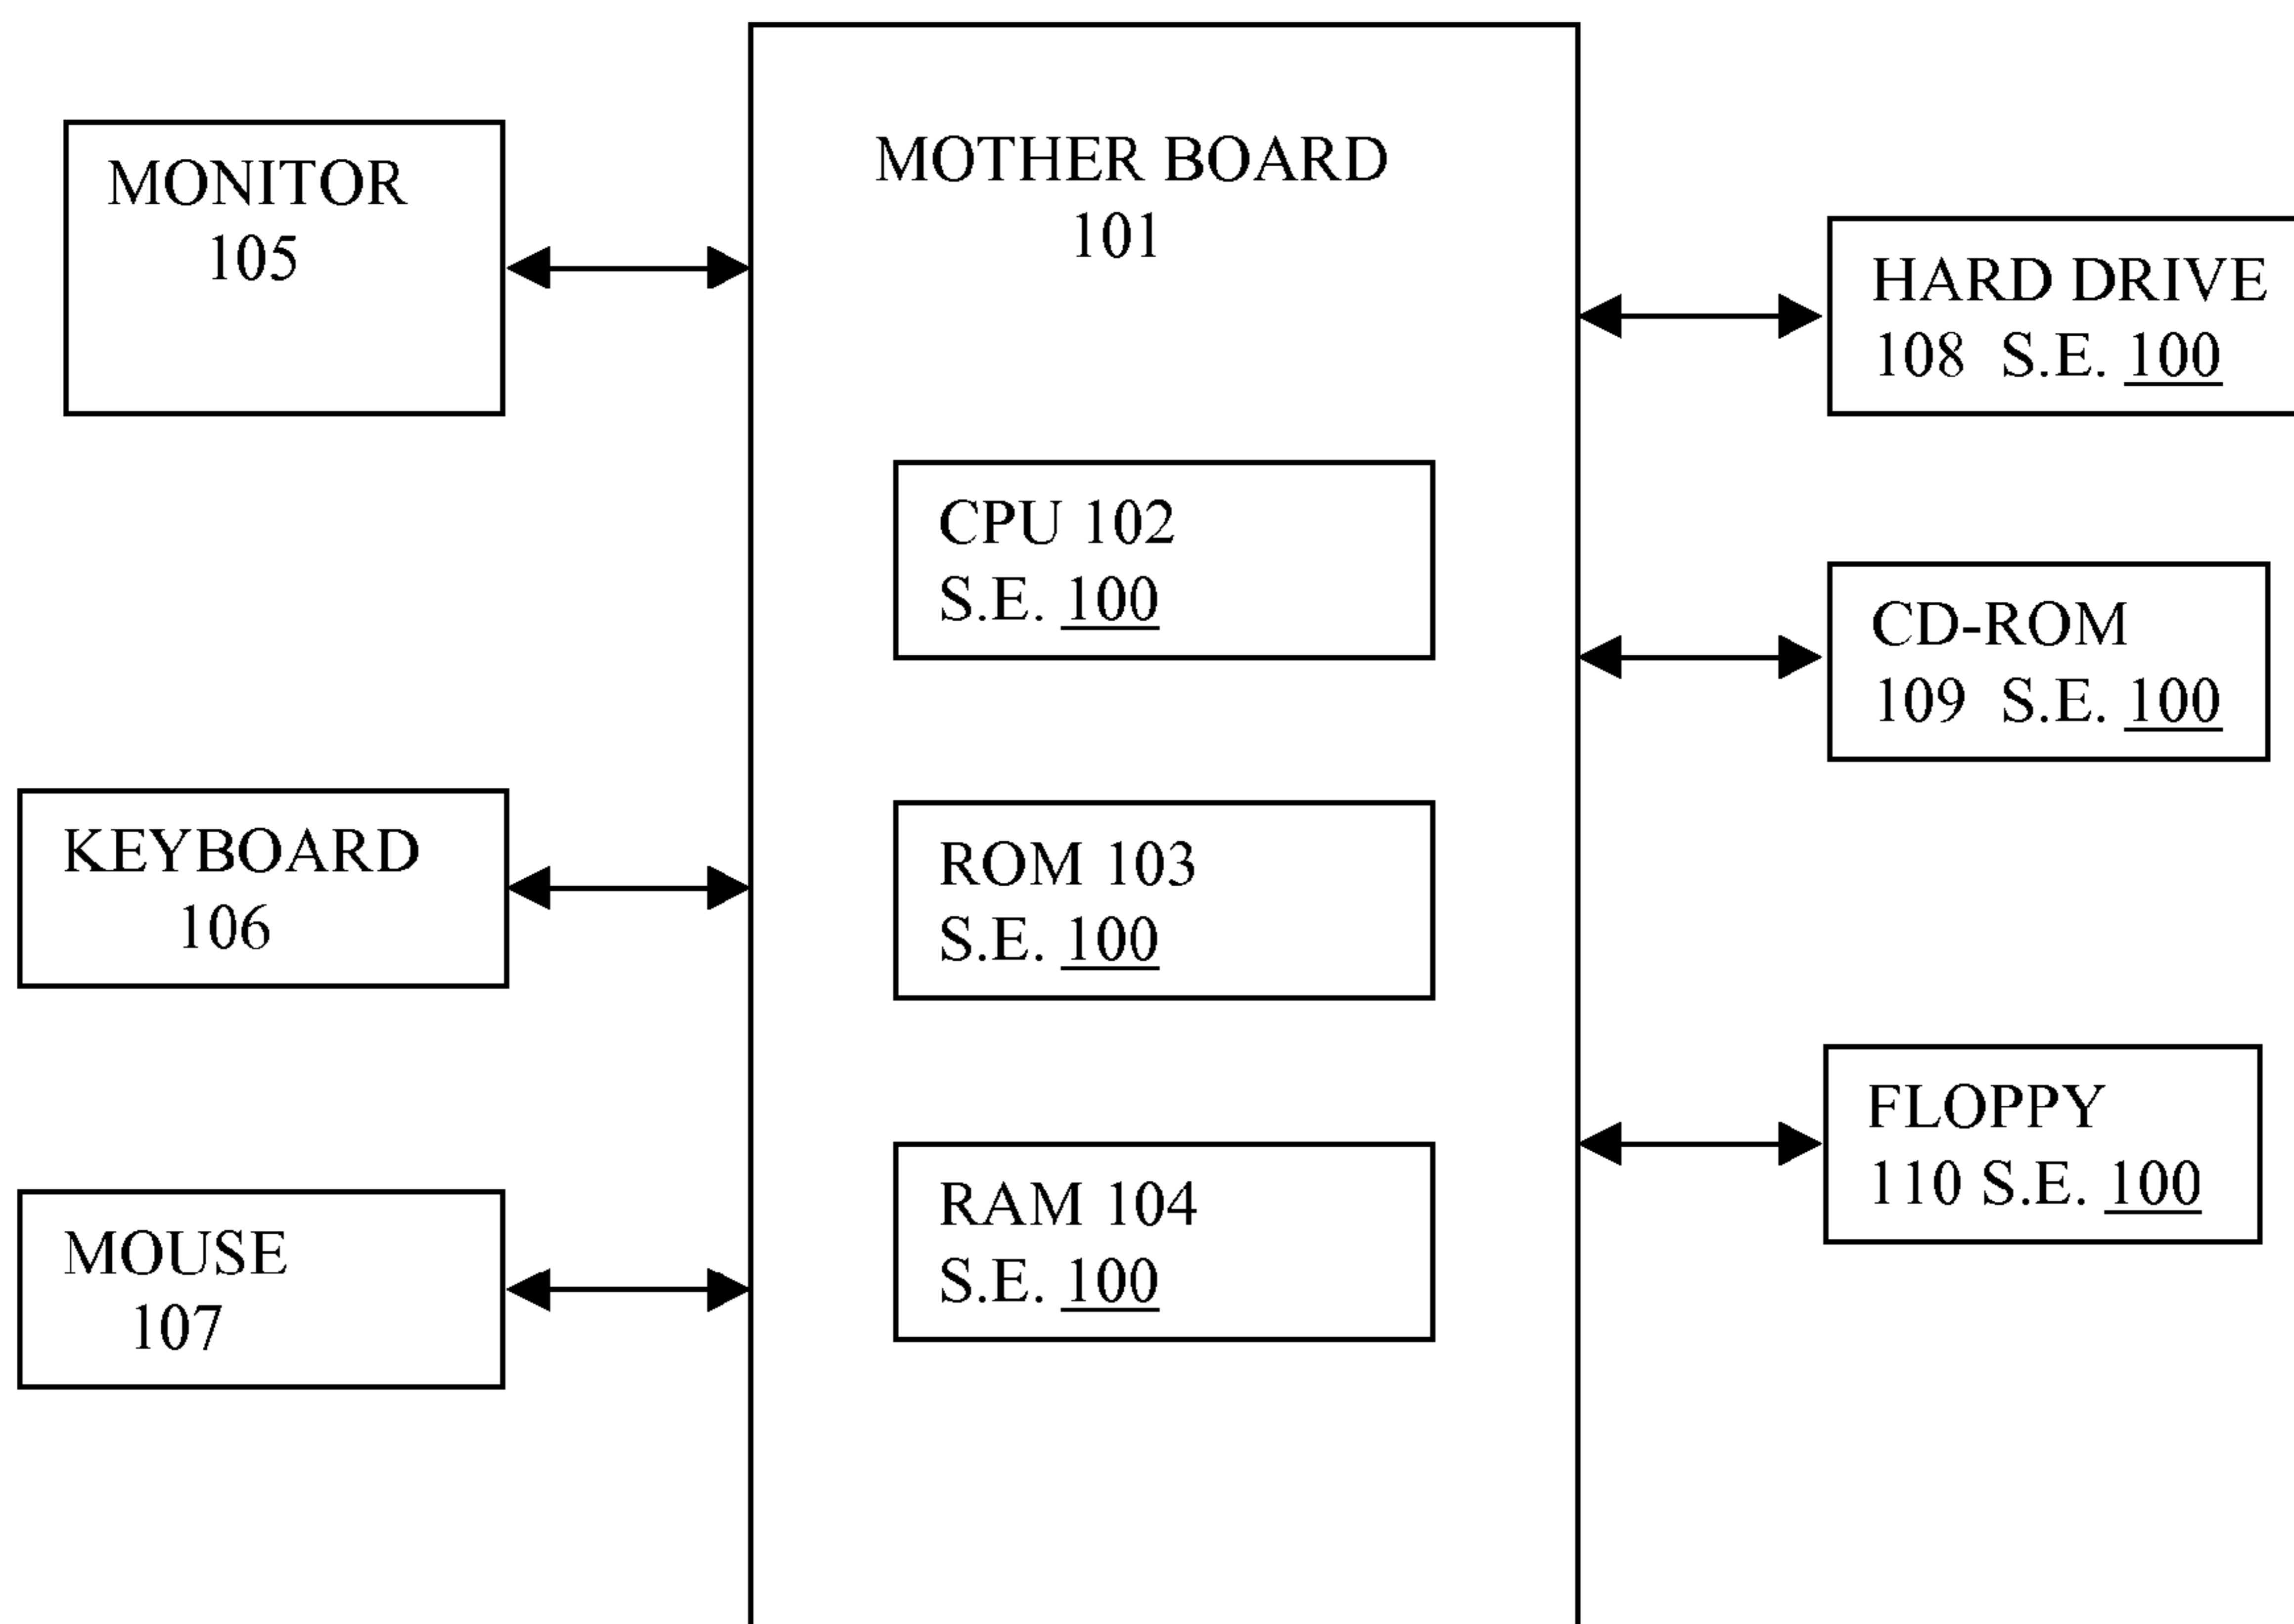 MONITOR
105
KEYBOARD
106
MOUSE
107
MOTHER BOARD
101
CPU 102
S.E. 100
ROM 103
S.E. 100
RAM 104
S.E. 100
HARD DRIVE
108 S.E. 100
CD-ROM
109 S.E. 100
FLOPPY
110 S.E. 100